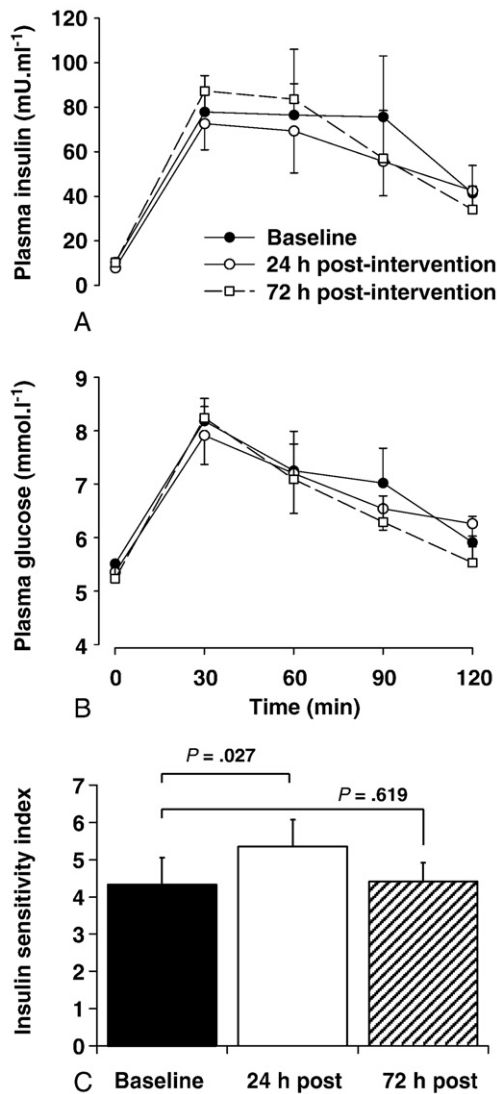 Plasma insulin (mU.ml-1)
140
120
100
80
60
40
20
0
Baseline
24 h post-intervention
72 h post-intervention
A
Plasma glucose (mmol.l-1)
9
8
7
6
5
4
0 30 60 90 120
Time (min)
B
P = .027
P = .619
Insulin sensitivity index
7
6
5
4
3
2
1
0
Baseline 24 h post 72 h post
C